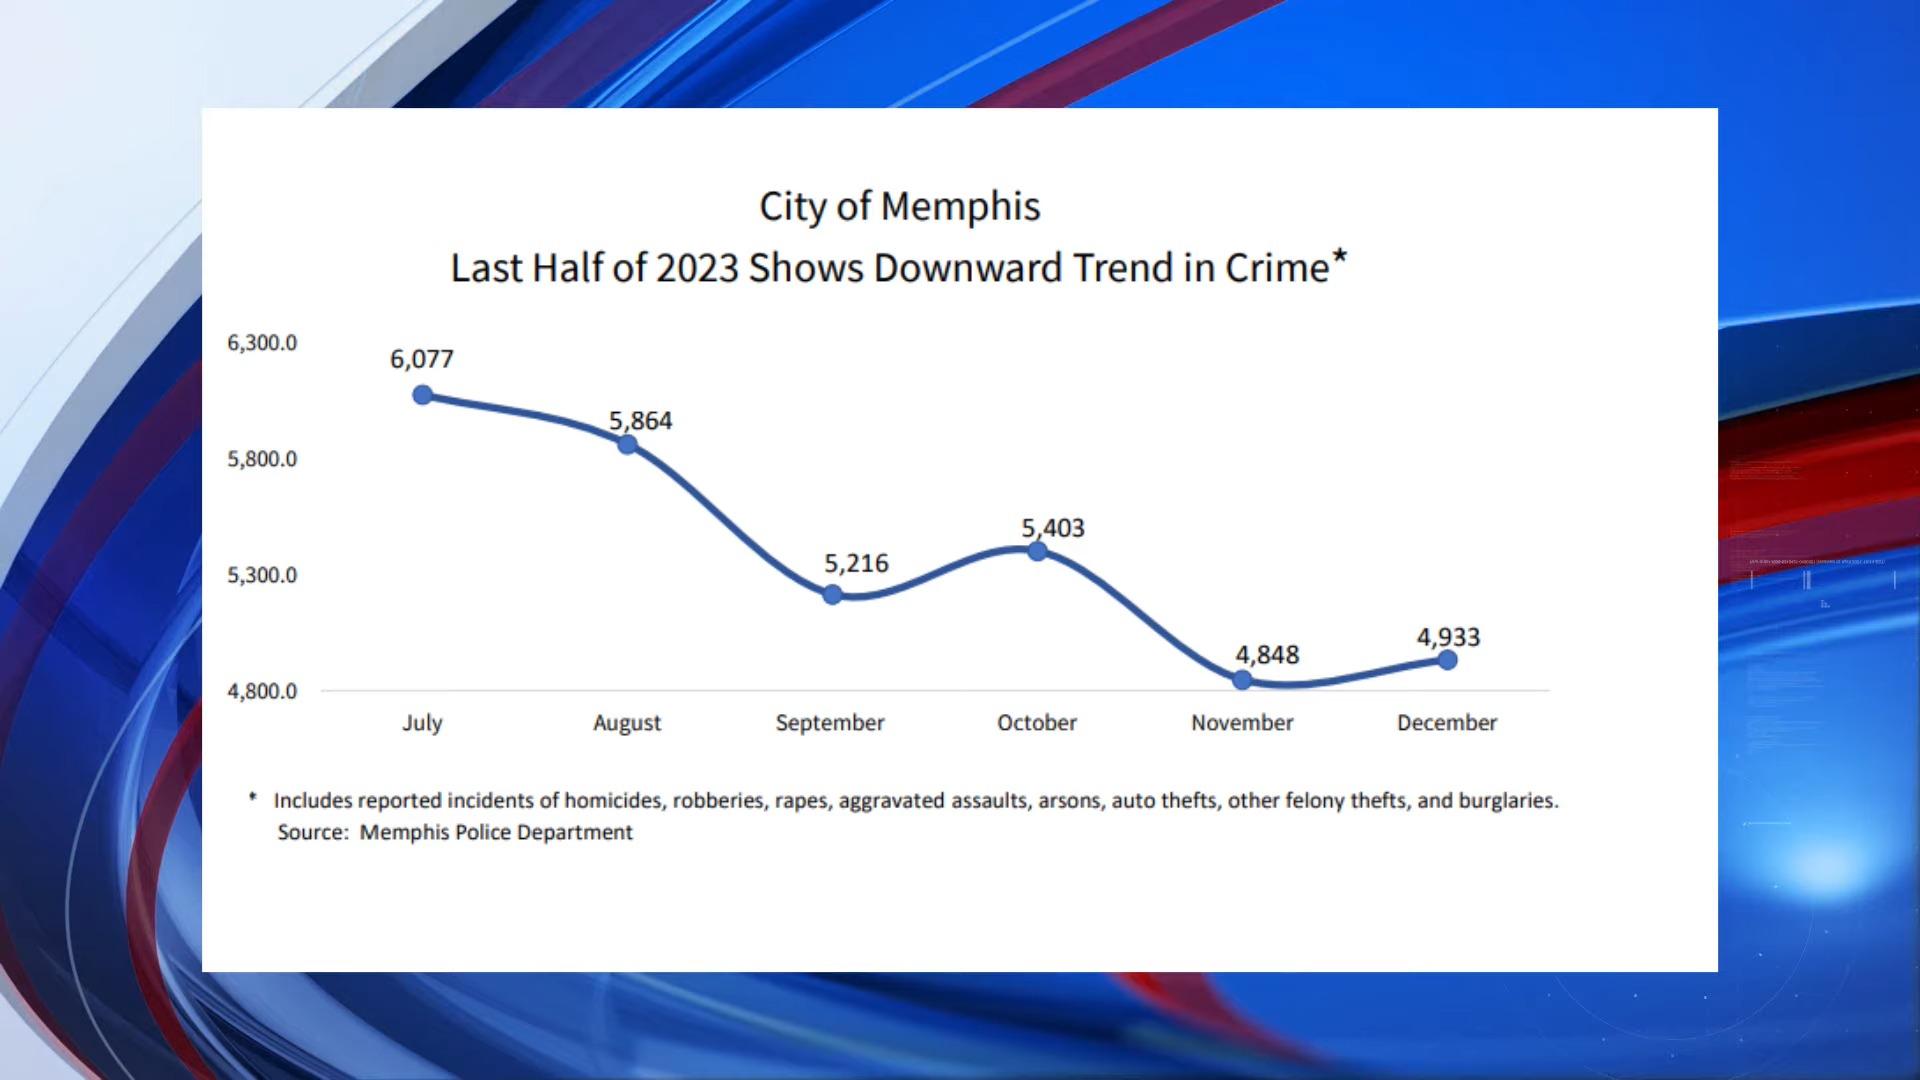 City of Memphis
Last Half of 2023 Shows Downward Trend in Crime*
6,300.0
5,800.0
5,300.0
4,800.0
6,077
5,864
5,216
5,403
4,848
4,933
July August September October November December
* Includes reported incidents of homicides, robberies, rapes, aggravated assaults, arsons, auto thefts, other felony thefts, and burglaries.
Source: Memphis Police Department